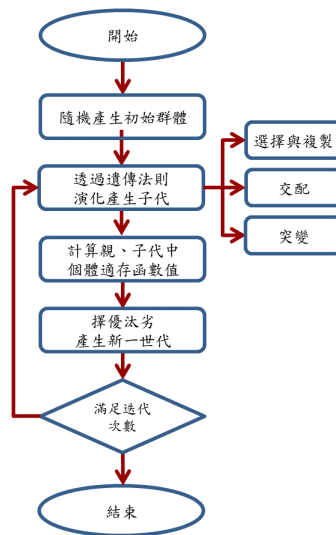 開始
隨機產生初始群體
透過遺傳法則
演化產生子代
選擇與複製
交配
突變
計算親、子代中
個體適存函數值
擇優汰劣
產生新一世代
滿足迭代
次數
結束